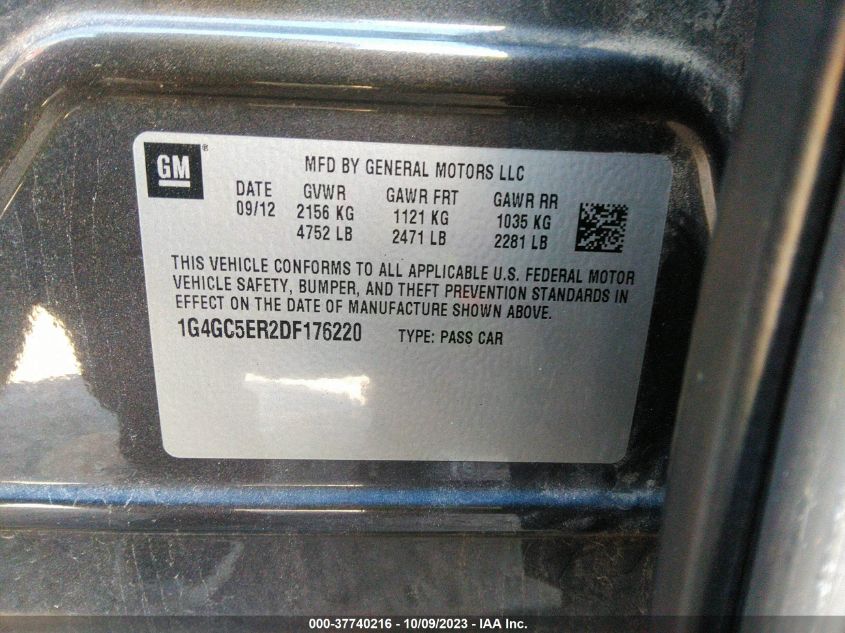 GM ®
MFD BY GENERAL MOTORS LLC
DATE GVWR GAWR FRT GAWR RR
09/12 2156 KG 1121 KG 1035 KG
4752 LB 2471 LB 2281 LB
THIS VEHICLE CONFORMS TO ALL APPLICABLE U.S. FEDERAL MOTOR
VEHICLE SAFETY, BUMPER, AND THEFT PREVENTION STANDARDS IN
EFFECT ON THE DATE OF MANUFACTURE SHOWN ABOVE.
1G4GC5ER2DF176220 TYPE: PASS CAR
000-37740216 - 10/09/2023 - IAA Inc.